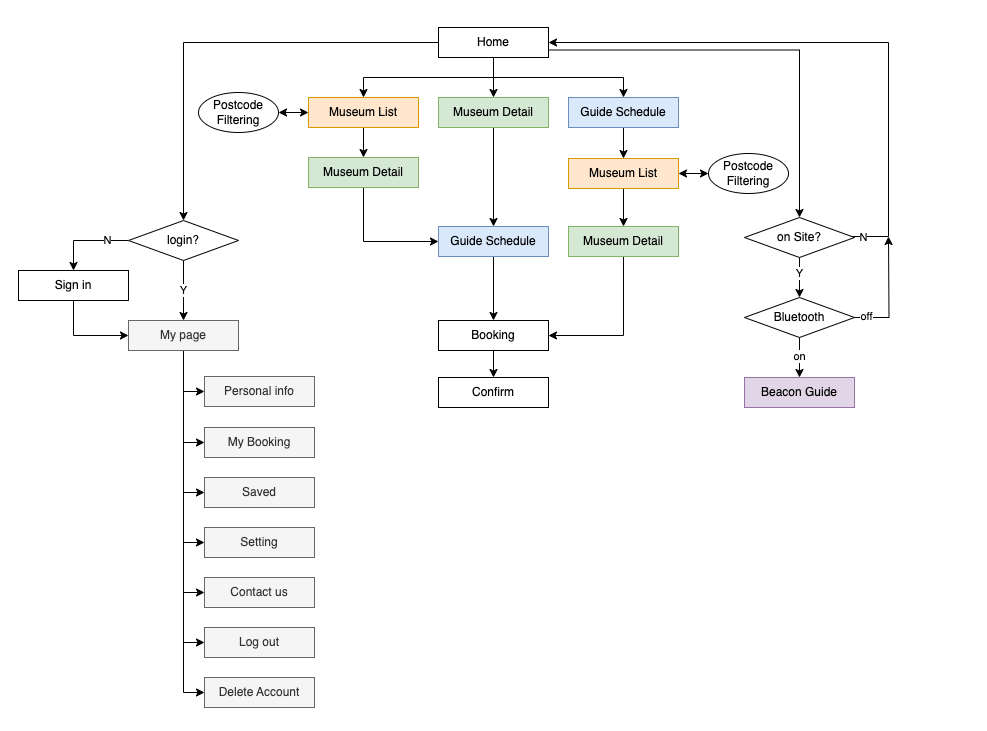 Home
Postcode
Filtering
Museum List
Museum Detail
Guide Schedule
Museum Detail
Museum List
Postcode
Filtering
login?
N
Guide Schedule
Museum Detail
on Site?
N
Sign in
Y
Y
My page
Booking
Bluetooth
off
on
Personal info
Confirm
Beacon Guide
My Booking
Saved
Setting
Contact us
Log out
Delete Account